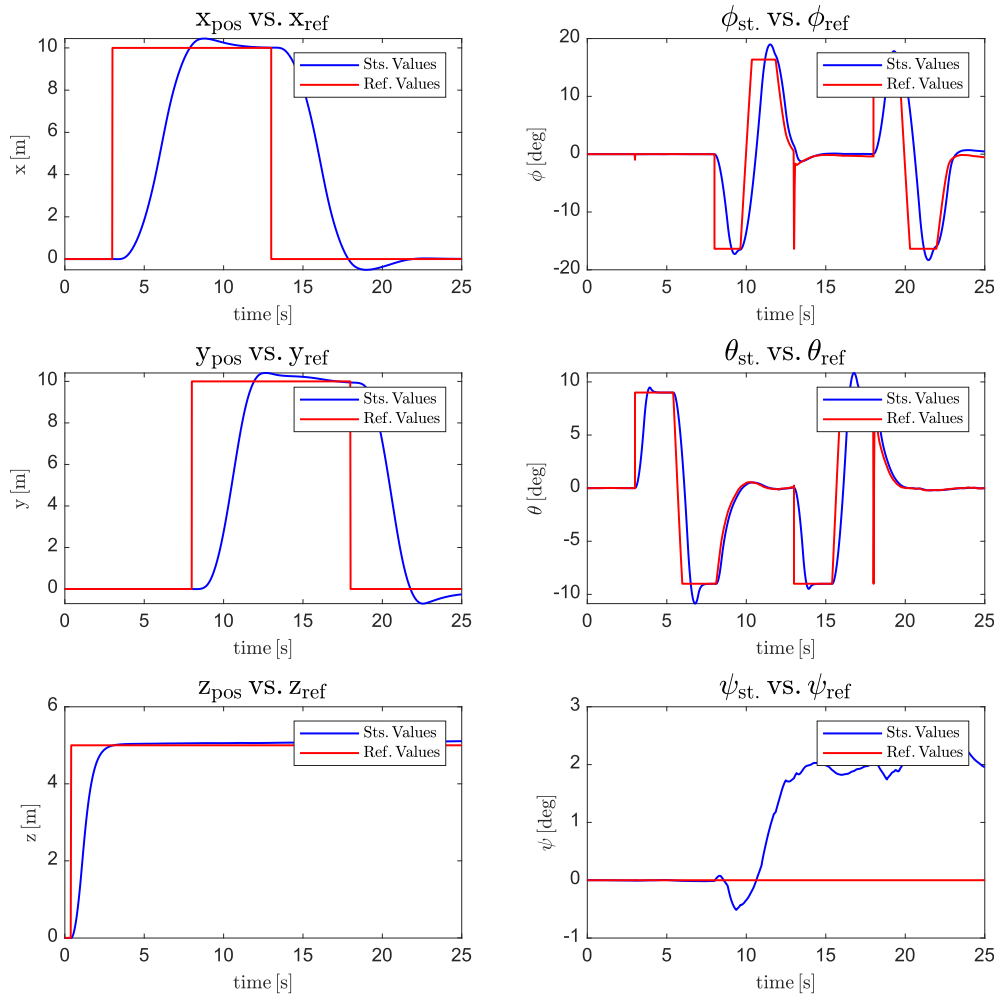 x_pos vs. x_ref
Sts. Values
Ref. Values
x [m]
10
8
6
4
2
0
0 5 10 15 20 25
time [s]
ϕ_st. vs. ϕ_ref
Sts. Values
Ref. Values
ϕ [deg]
20
10
0
-10
-20
0 5 10 15 20 25
time [s]
y_pos vs. y_ref
Sts. Values
Ref. Values
y [m]
10
8
6
4
2
0
0 5 10 15 20 25
time [s]
θ_st. vs. θ_ref
Sts. Values
Ref. Values
θ [deg]
10
5
0
-5
-10
0 5 10 15 20 25
time [s]
z_pos vs. z_ref
Sts. Values
Ref. Values
z [m]
6
4
2
0
0 5 10 15 20 25
time [s]
ψ_st. vs. ψ_ref
Sts. Values
Ref. Values
ψ [deg]
3
2
1
0
-1
0 5 10 15 20 25
time [s]